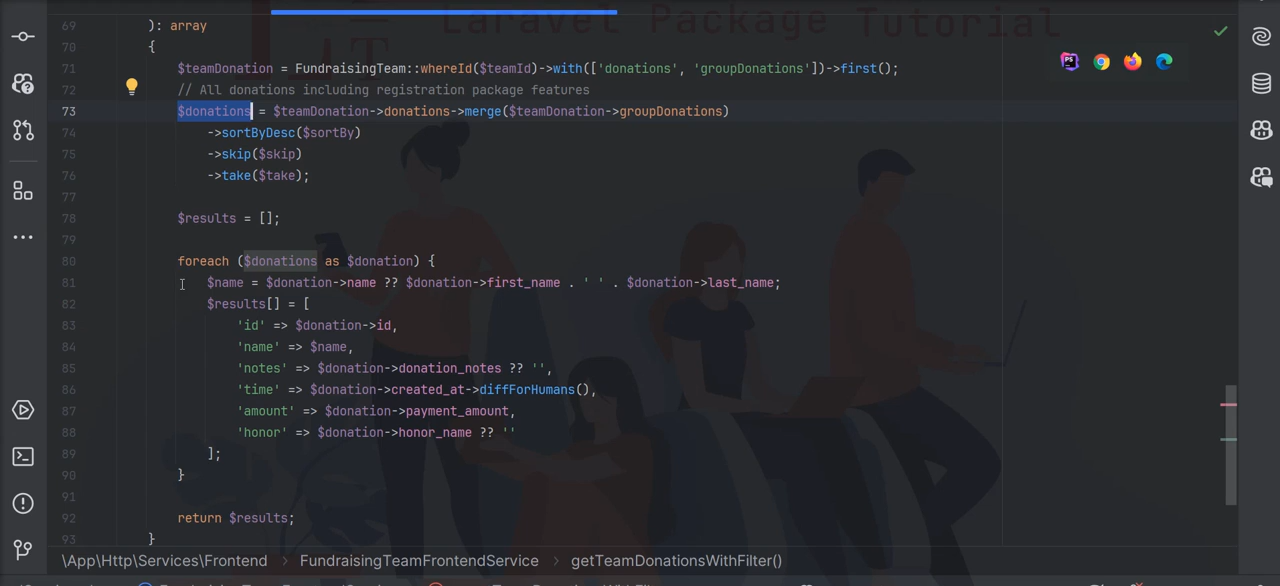 Laravel Package Tutorial
69 ): array
70 {
71 $teamDonation = FundraisingTeam::whereId($teamId)->with(['donations', 'groupDonations'])->first();
72 // All donations including registration package features
73 $donations = $teamDonation->donations->merge($teamDonation->groupDonations)
74 ->sortByDesc($sortBy)
75 ->skip($skip)
76 ->take($take);
77
78 $results = [];
79
80 foreach ($donations as $donation) {
81 $name = $donation->name ?? $donation->first_name . ' ' . $donation->last_name;
82 $results[] = [
83 'id' => $donation->id,
84 'name' => $name,
85 'notes' => $donation->donation_notes ?? '',
86 'time' => $donation->created_at->diffForHumans(),
87 'amount' => $donation->payment_amount,
88 'honor' => $donation->honor_name ?? ''
89 ];
90 }
91
92 return $results;
93 }
\App\Http\Services\Frontend > FundraisingTeamFrontendService > getTeamDonationsWithFilter()